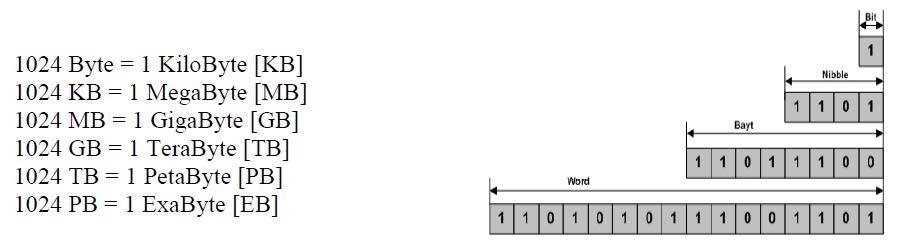 1024 Byte = 1 KiloByte [KB]
1024 KB = 1 MegaByte [MB]
1024 MB = 1 GigaByte [GB]
1024 GB = 1 TeraByte [TB]
1024 TB = 1 PetaByte [PB]
1024 PB = 1 ExaByte [EB]
Bit
1
Nibble
1 1 0 1
Bayt
1 1 0 1 1 1 0 0
Word
1 1 0 1 0 1 0 1 1 1 0 0 1 1 0 1